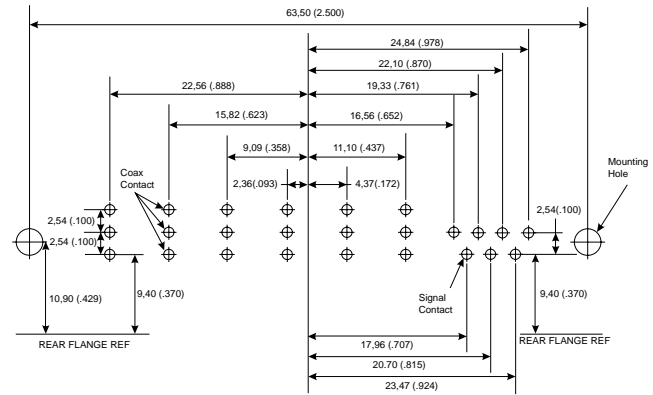 63,50 (2.500)
24,84 (.978)
22,10 (.870)
22,56 (.888)
19,33 (.761)
15,82 (.623)
16,56 (.652)
9,09 (.358)
11,10 (.437)
Coax
Contact
2,36(.093)
4,37(.172)
Mounting
Hole
2,54 (.100)
2,54(.100)
2,54 (.100)
10,90 (.429)
9,40 (.370)
Signal
Contact
9,40 (.370)
REAR FLANGE REF
17,96 (.707)
REAR FLANGE REF
20.70 (.815)
23,47 (.924)